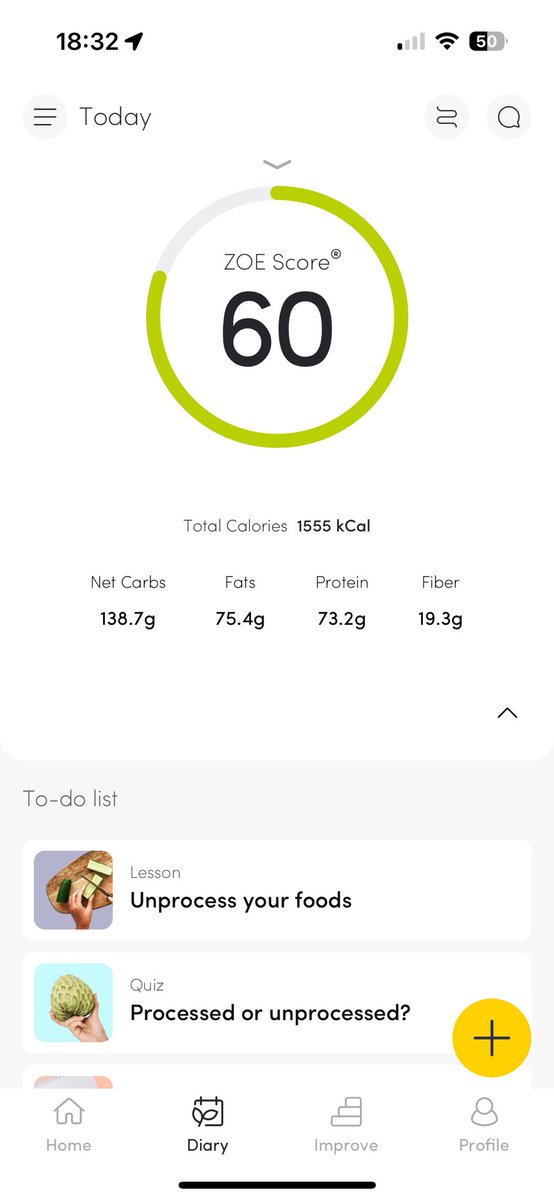 18:32
50
Today
ZOE Score®
60
Total Calories 1555 kCal
Net Carbs Fats Protein Fiber
138.7g 75.4g 73.2g 19.3g
To-do list
Lesson
Unprocess your foods
Quiz
Processed or unprocessed?
Home Diary Improve Profile